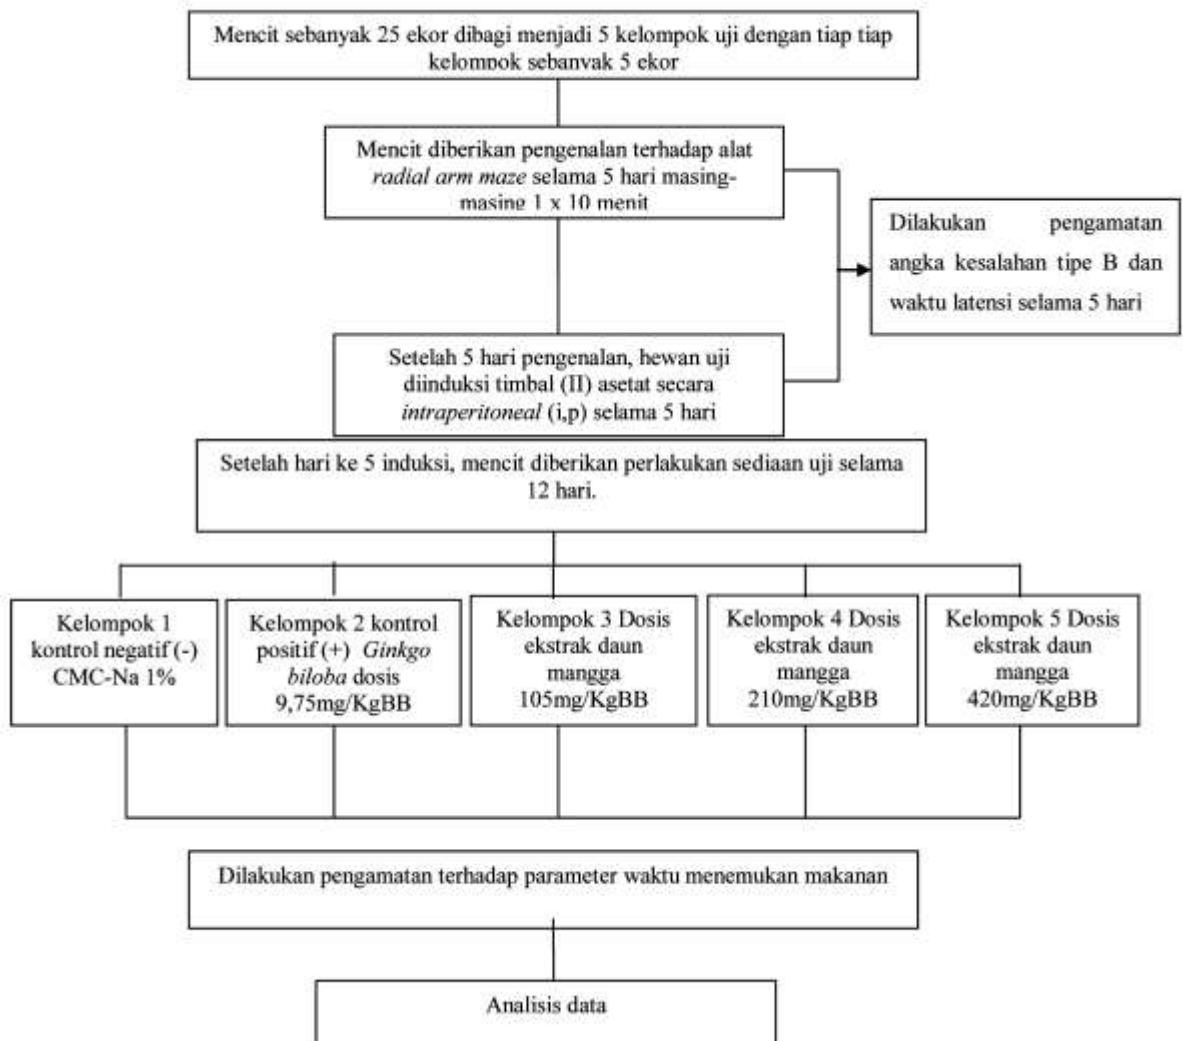 Mencit sebanyak 25 ekor dibagi menjadi 5 kelompok uji dengan tiap tiap
kelompok sebanyak 5 ekor
Mencit diberikan pengenalan terhadap alat
radial arm maze selama 5 hari masing-
masing 1 x 10 menit
Dilakukan pengamatan
angka kesalahan tipe B dan
waktu latensi selama 5 hari
Setelah 5 hari pengenalan, hewan uji
diinduksi timbal (II) asetat secara
intraperitoneal (i,p) selama 5 hari
Setelah hari ke 5 induksi, mencit diberikan perlakukan sediaan uji selama
12 hari.
Kelompok 1
kontrol negatif (-)
CMC-Na 1%
Kelompok 2 kontrol
positif (+) Ginkgo
biloba dosis
9,75mg/KgBB
Kelompok 3 Dosis
ekstrak daun
mangga
105mg/KgBB
Kelompok 4 Dosis
ekstrak daun
mangga
210mg/KgBB
Kelompok 5 Dosis
ekstrak daun
mangga
420mg/KgBB
Dilakukan pengamatan terhadap parameter waktu menemukan makanan
Analisis data